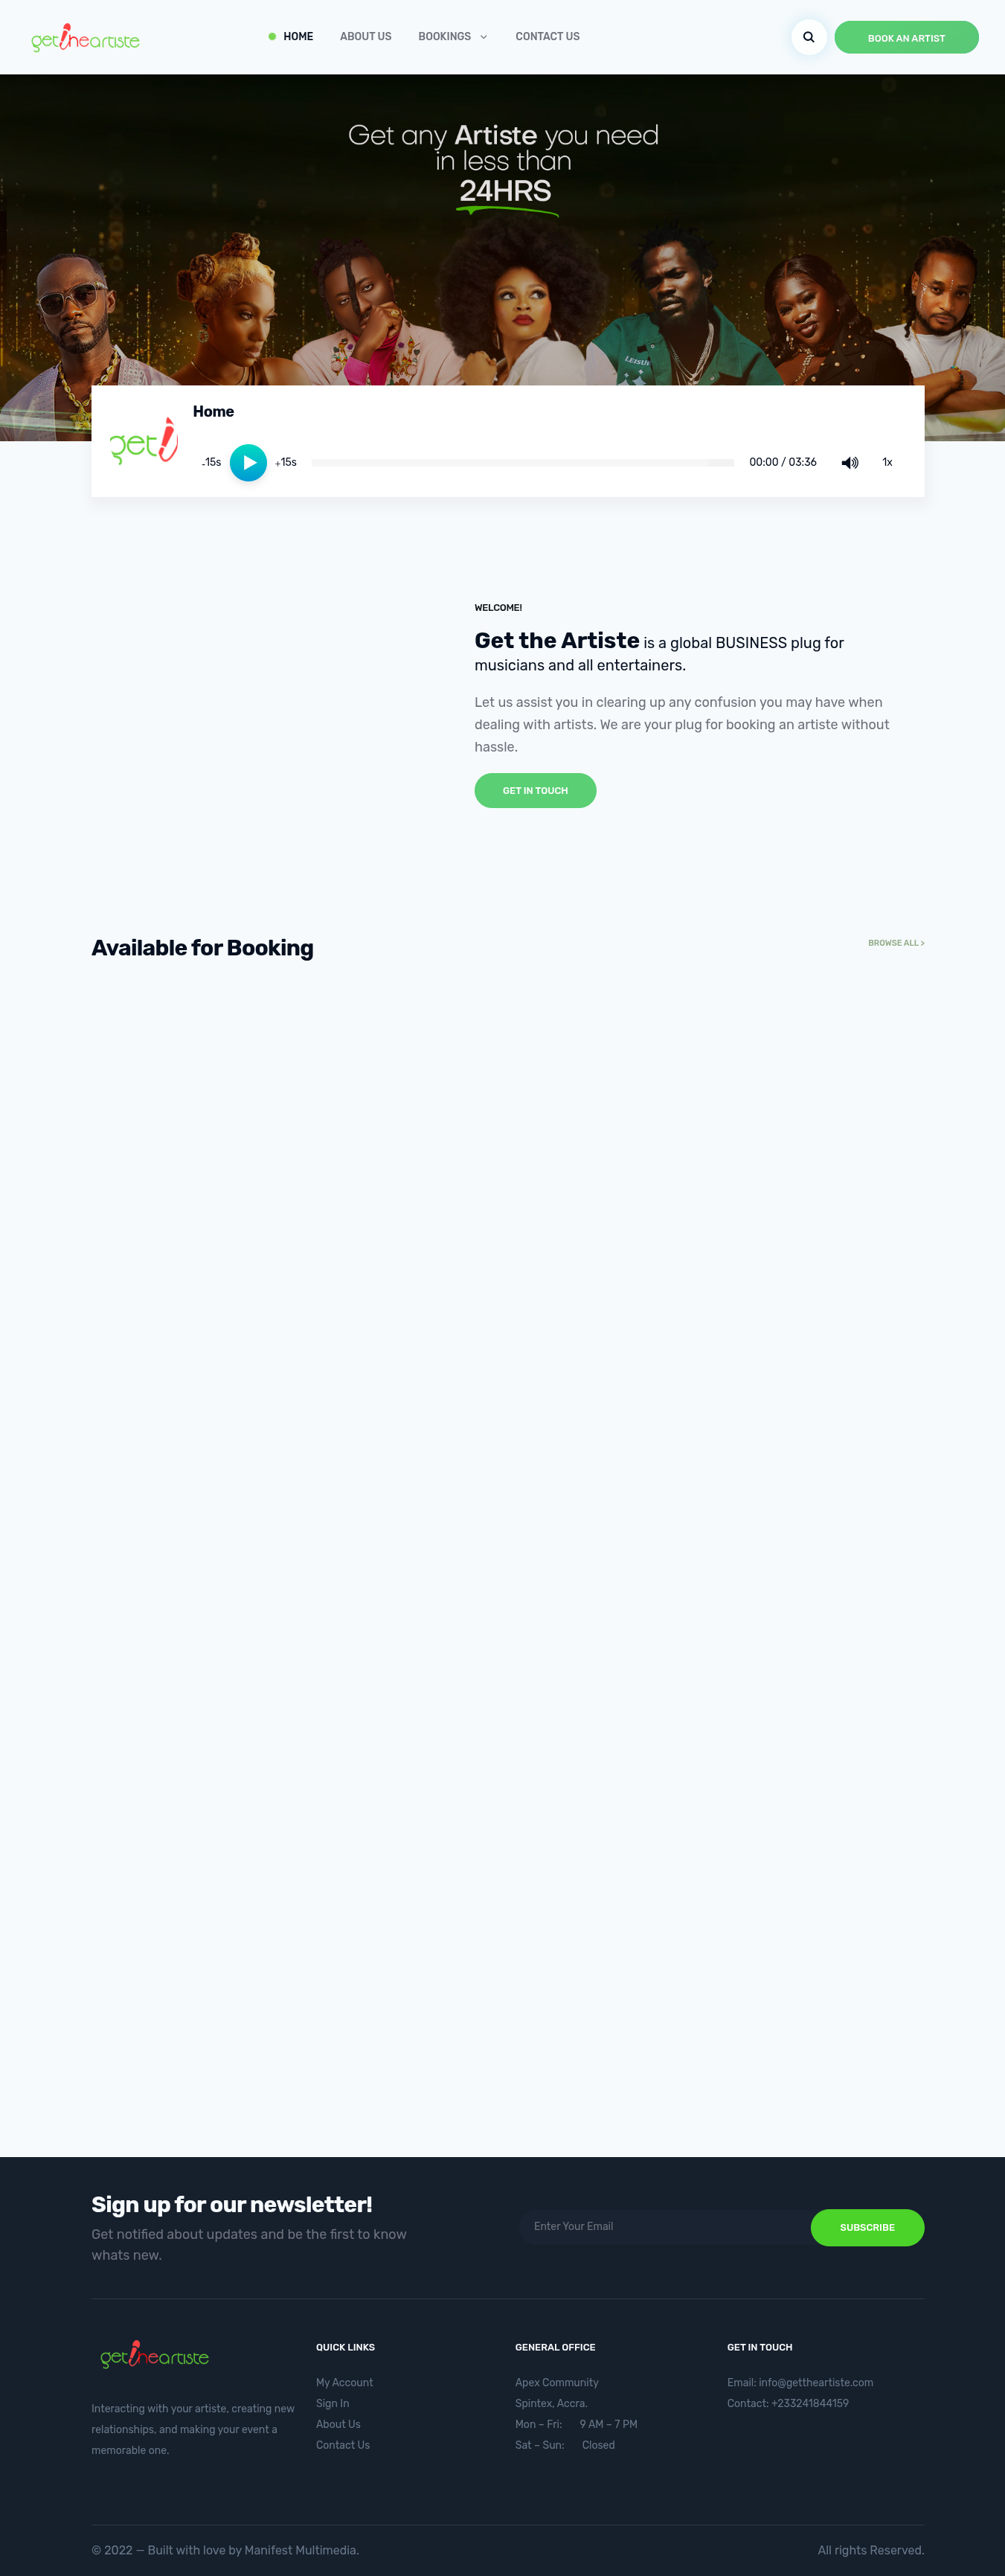 gettheartiste
HOME
ABOUT US
BOOKINGS
CONTACT US
BOOK AN ARTIST
Get any Artiste you need
in less than
24HRS
LEISUR
Home
-15s
+15s
00:00 / 03:36
1x
WELCOME!
Get the Artiste is a global BUSINESS plug for
musicians and all entertainers.
Let us assist you in clearing up any confusion you may have when
dealing with artists. We are your plug for booking an artiste without
hassle.
GET IN TOUCH
Available for Booking
BROWSE ALL >
Sign up for our newsletter!
Get notified about updates and be the first to know
whats new.
Enter Your Email
SUBSCRIBE
gettheartiste
Interacting with your artiste, creating new
relationships, and making your event a
memorable one.
QUICK LINKS
My Account
Sign In
About Us
Contact Us
GENERAL OFFICE
Apex Community
Spintex, Accra.
Mon – Fri: 9 AM – 7 PM
Sat – Sun: Closed
GET IN TOUCH
Email: info@gettheartiste.com
Contact: +233241844159
© 2022 — Built with love by Manifest Multimedia.
All rights Reserved.